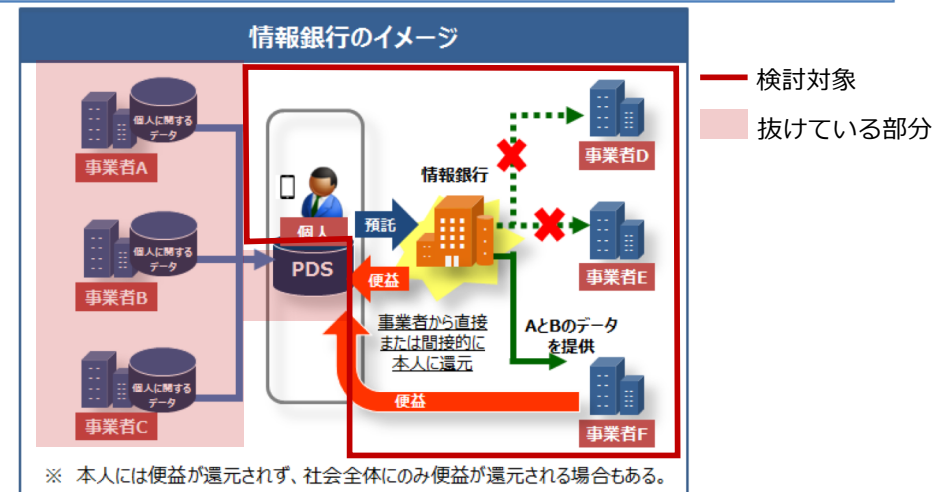 情報銀行のイメージ
検討対象
抜けている部分
個人に関する
データ
事業者A
個人に関する
データ
事業者B
個人に関する
データ
事業者C
個人
PDS
預託
便益
情報銀行
事業者から直接
または間接的に
本人に還元
AとBのデータ
を提供
便益
事業者D
事業者E
事業者F
※ 本人には便益が還元されず、社会全体にのみ便益が還元される場合もある。